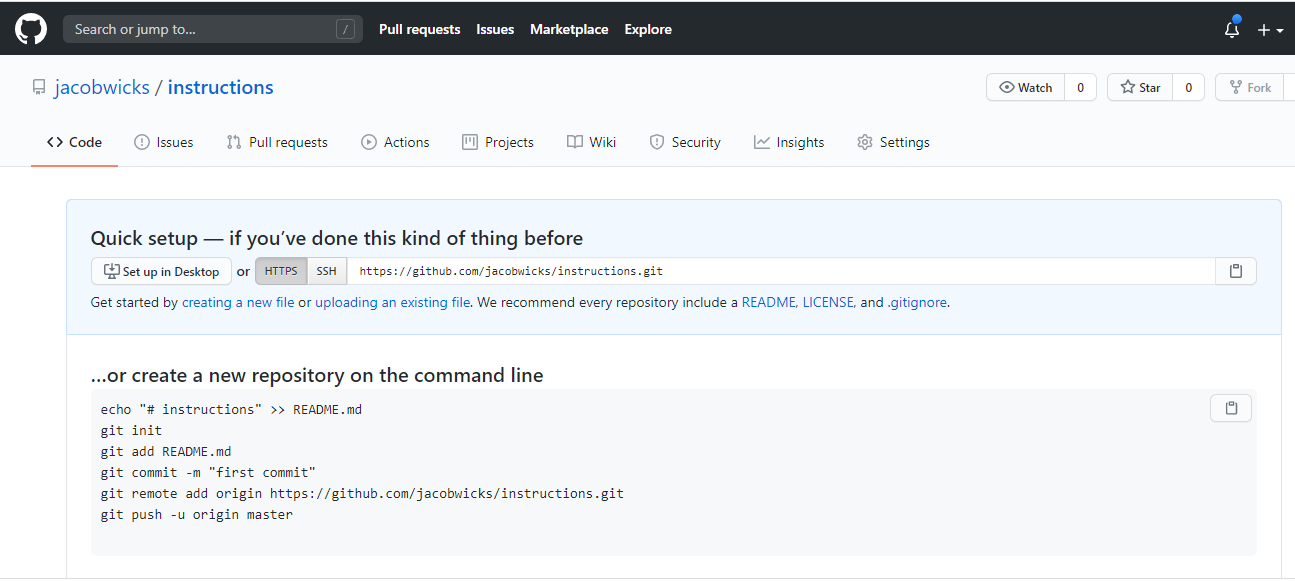 Search or jump to... / Pull requests Issues Marketplace Explore
jacobwicks / instructions Watch 0 Star 0 Fork
Code Issues Pull requests Actions Projects Wiki Security Insights Settings
Quick setup — if you’ve done this kind of thing before
Set up in Desktop or HTTPS SSH https://github.com/jacobwicks/instructions.git
Get started by creating a new file or uploading an existing file. We recommend every repository include a README, LICENSE, and .gitignore.
…or create a new repository on the command line
echo "# instructions" >> README.md
git init
git add README.md
git commit -m "first commit"
git remote add origin https://github.com/jacobwicks/instructions.git
git push -u origin master